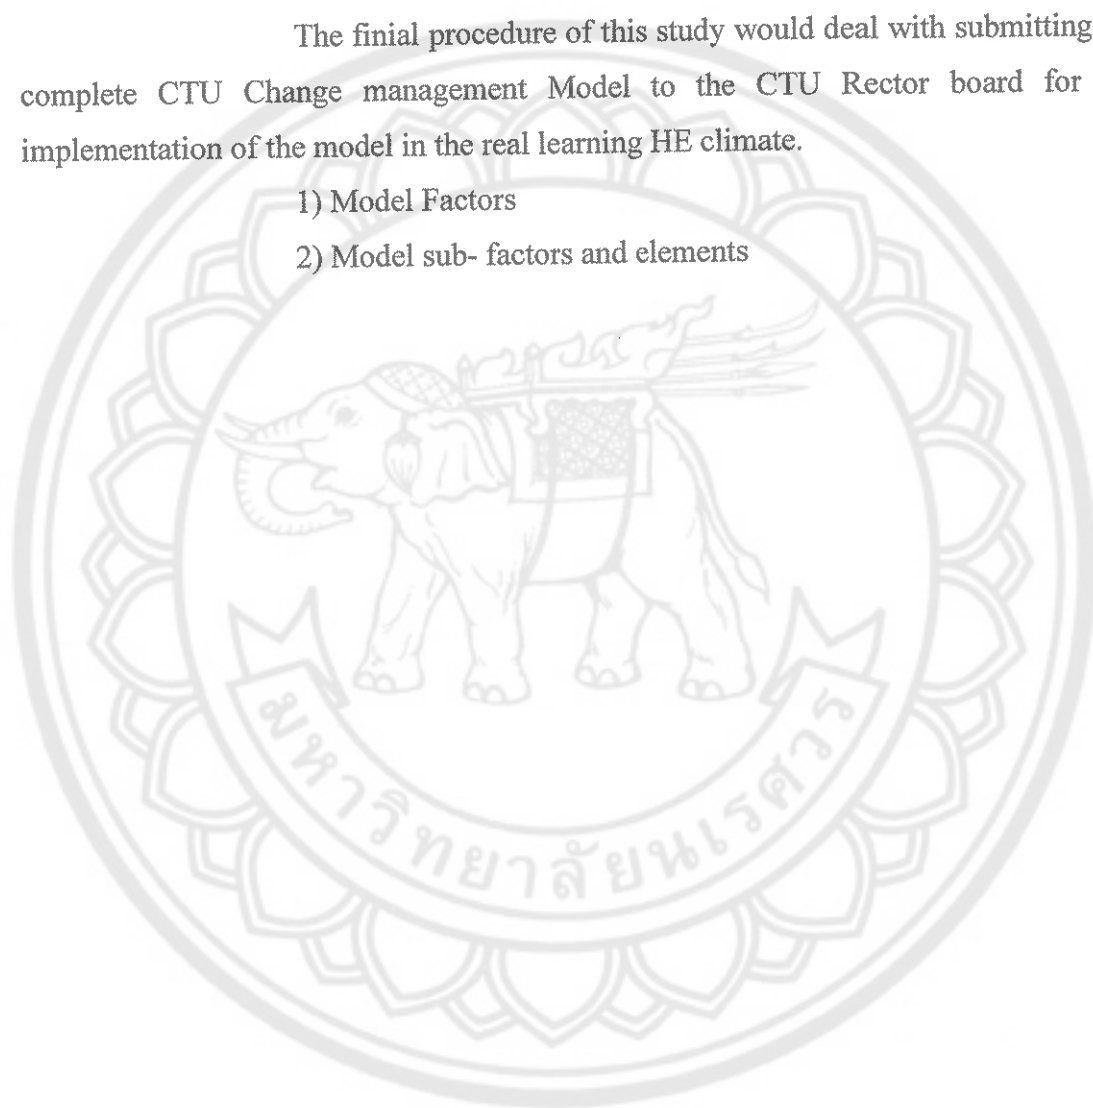 The finial procedure of this study would deal with submitting
complete CTU Change management Model to the CTU Rector board for
implementation of the model in the real learning HE climate.
1) Model Factors
2) Model sub- factors and elements
มหาวิทยาลัยนเรศวร